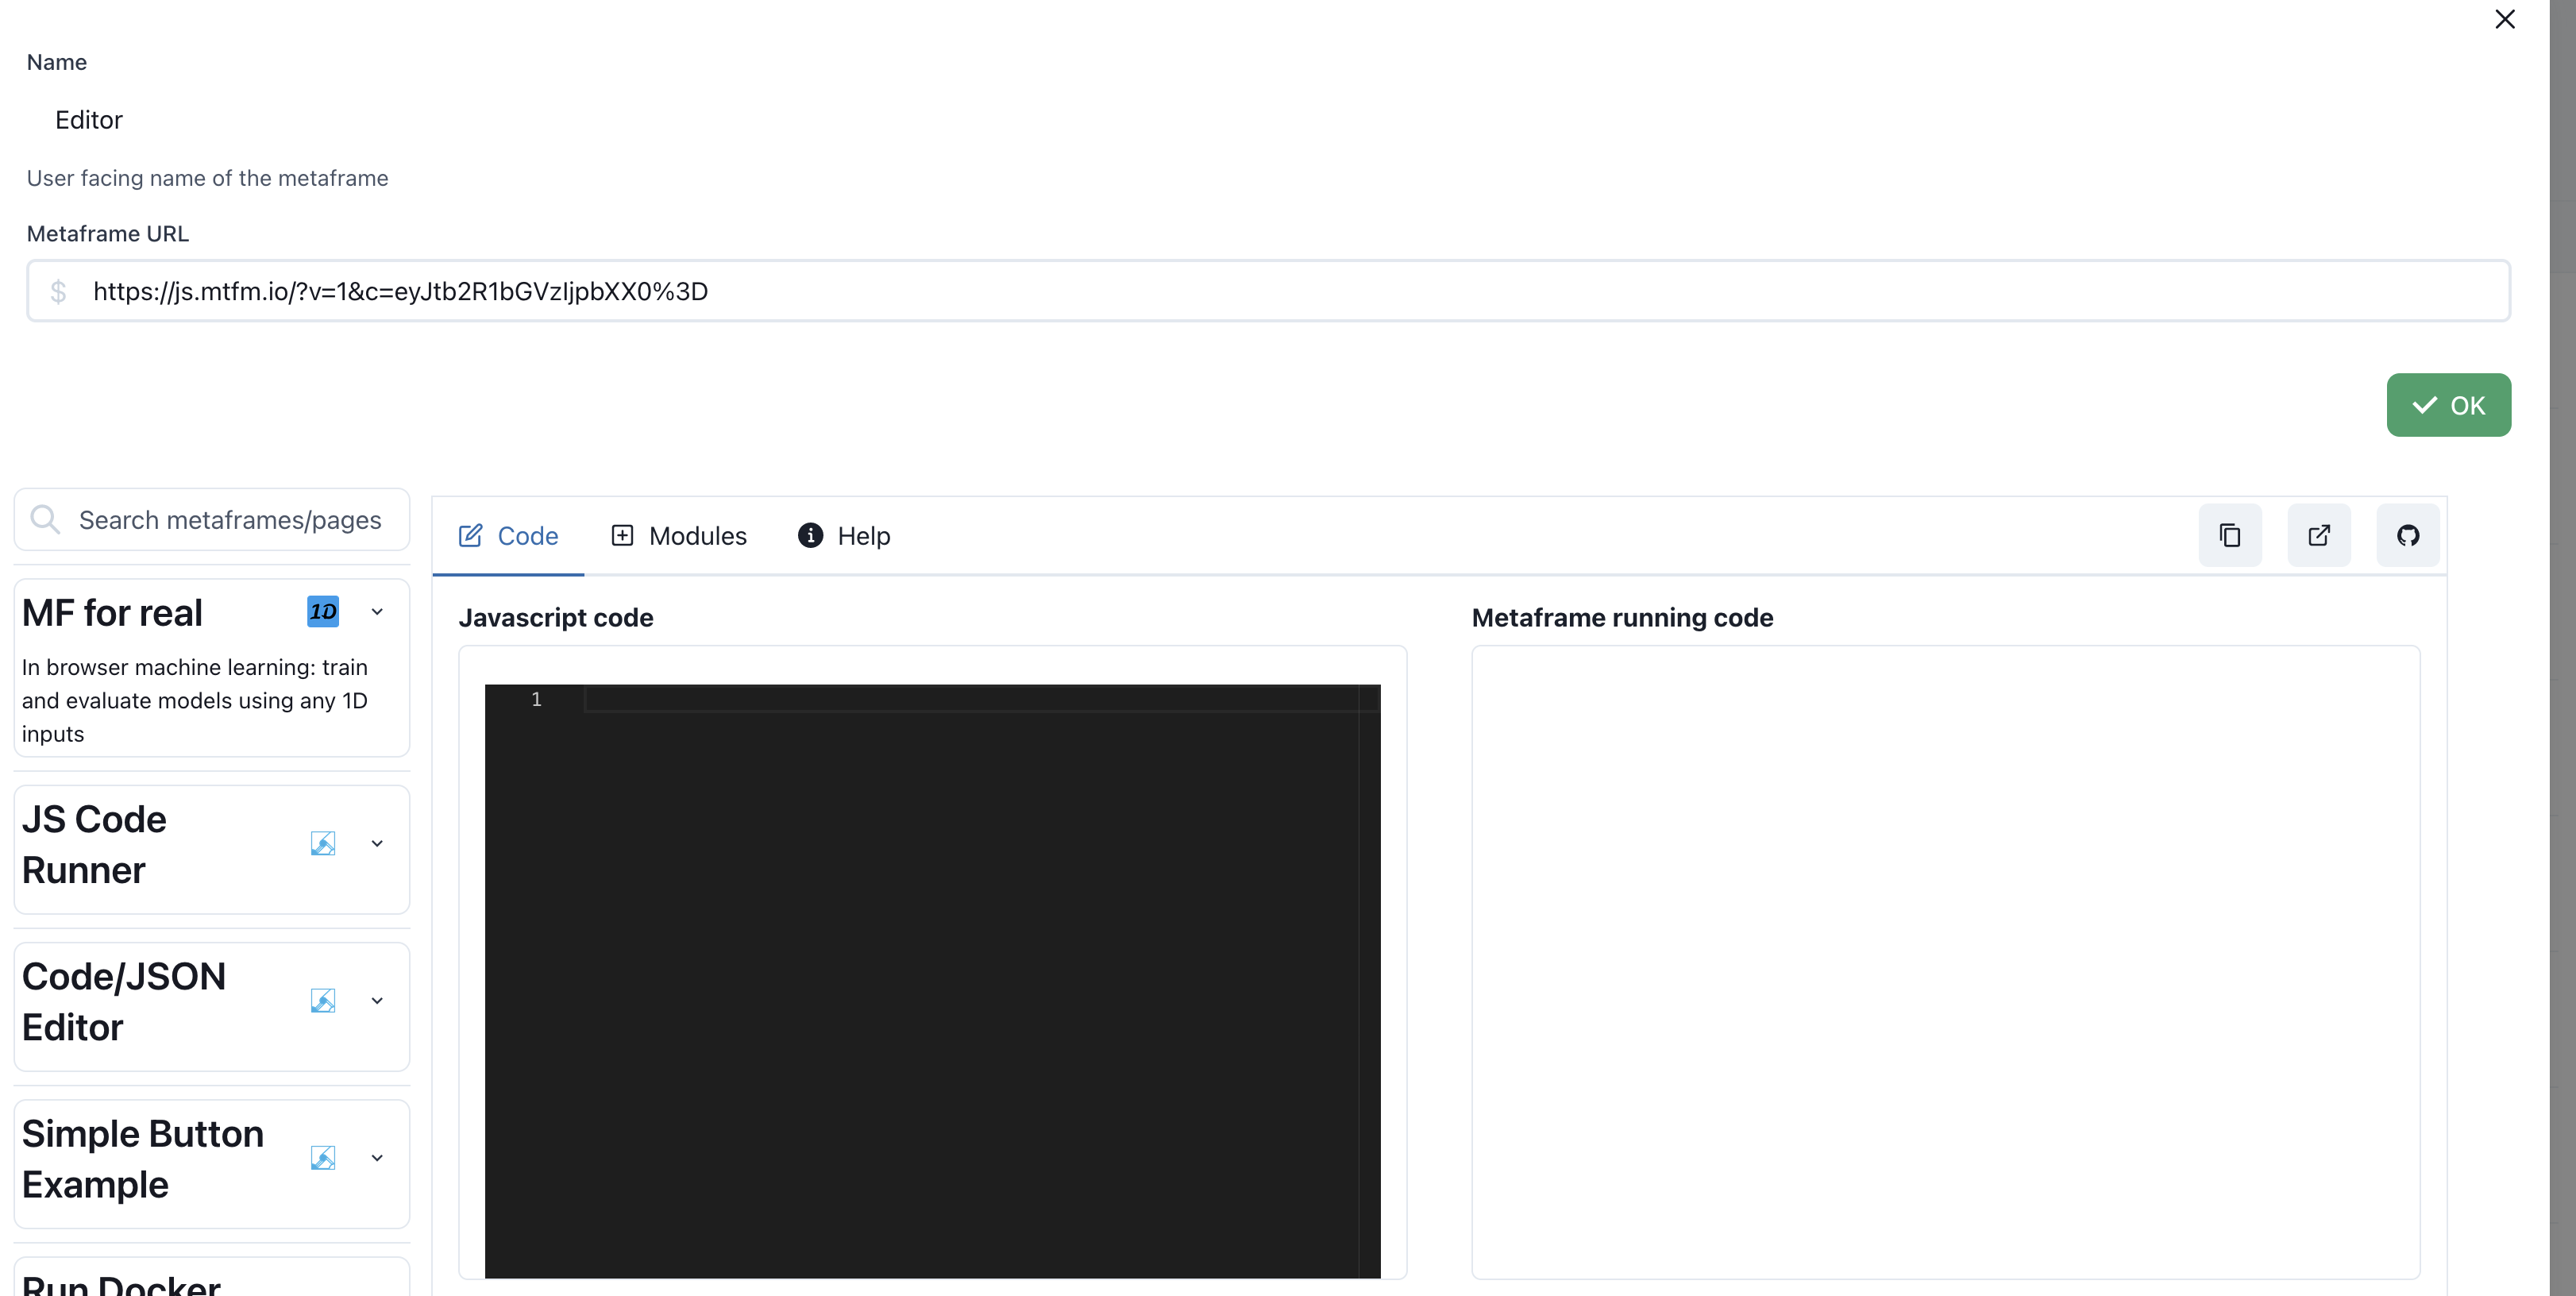 Name
Editor
User facing name of the metaframe
Metaframe URL
$ https://js.mtfm.io/?v=1&c=eyJtb2R1bGVzIjpbXX0%3D
OK
Search metaframes/pages
Code
Modules
Help
MF for real
1D
In browser machine learning: train
and evaluate models using any 1D
inputs
JS Code
Runner
Code/JSON
Editor
Simple Button
Example
Run Docker
Javascript code
1
Metaframe running code